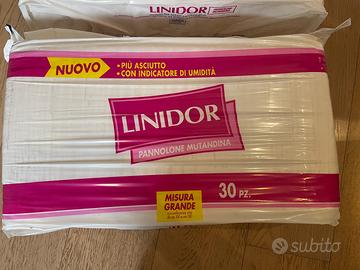 LINIDOR
NUOVO
• PIÙ ASCIUTTO
• CON INDICATORE DI UMIDITÀ
LINIDOR
PANNOLONE MUTANDINA
MISURA
GRANDE
30 PZ.
subito